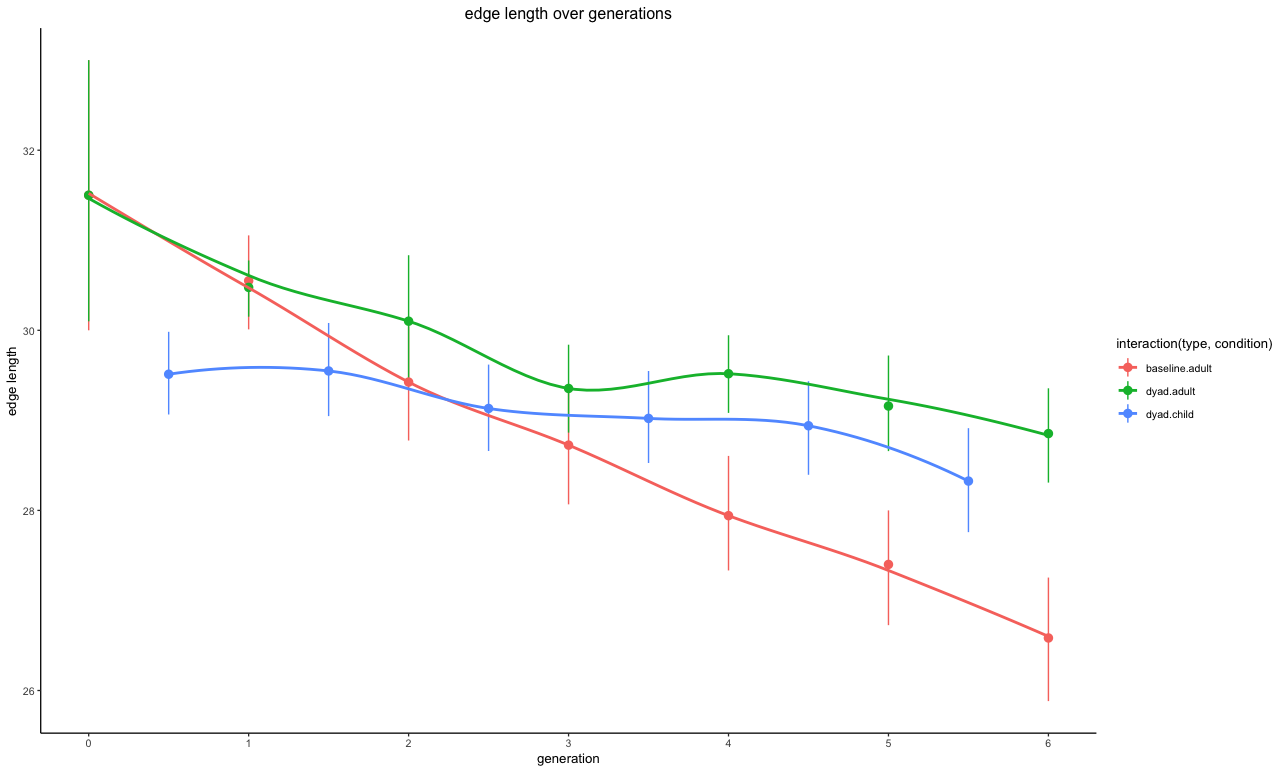 edge length over generations
edge length
32
30
28
26
0 1 2 3 4 5 6
generation
interaction(type, condition)
baseline.adult
dyad.adult
dyad.child